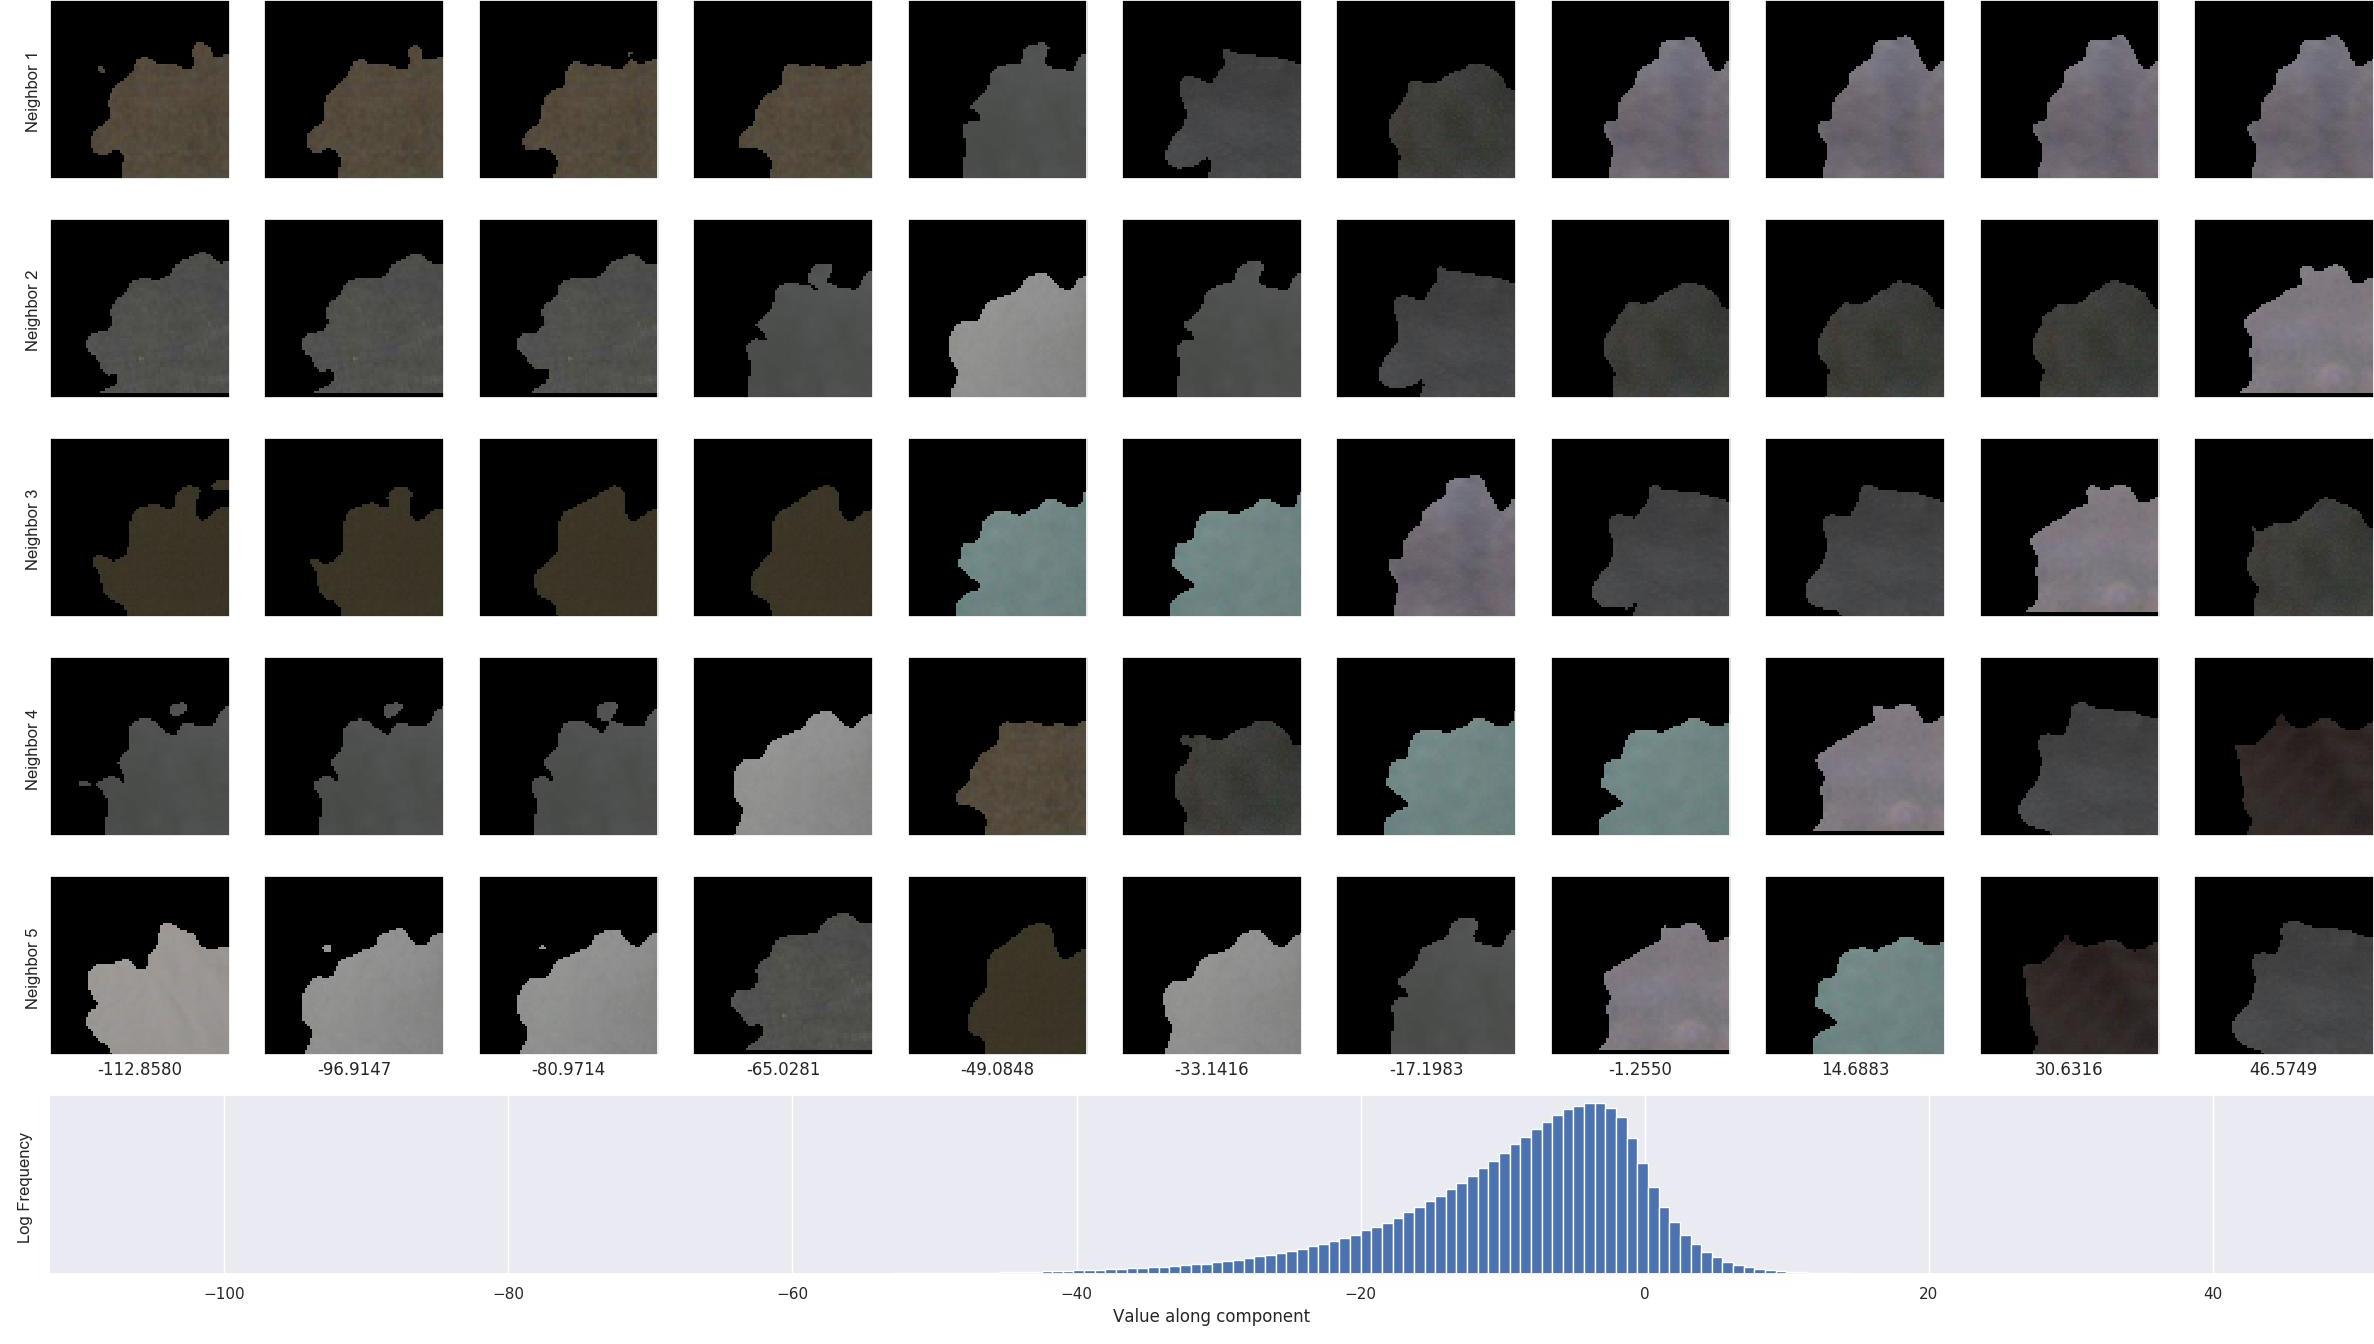 Neighbor 1
Neighbor 2
Neighbor 3
Neighbor 4
Neighbor 5
-112.8580 -96.9147 -80.9714 -65.0281 -49.0848 -33.1416 -17.1983 -1.2550 14.6883 30.6316 46.5749
Log Frequency
−100 −80 −60 −40 −20 0 20 40
Value along component